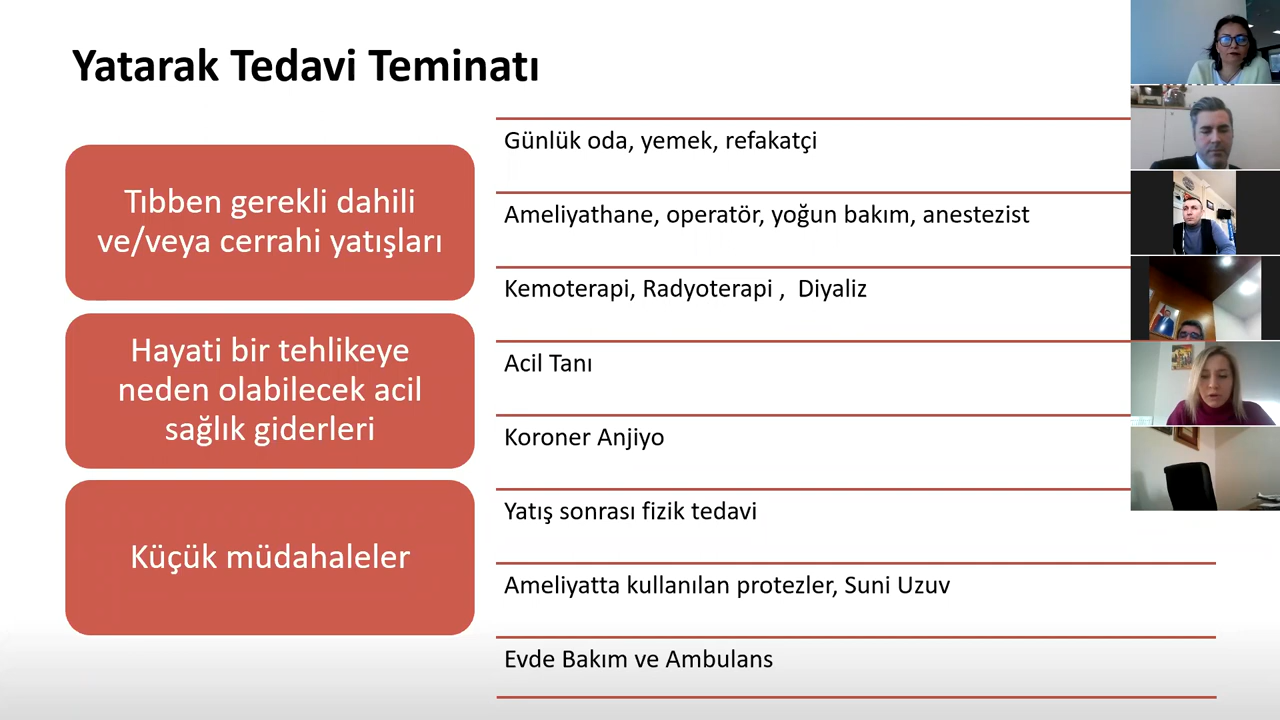 Yatarak Tedavi Teminatı
Tıbben gerekli dahili
ve/veya cerrahi yatışları
Hayati bir tehlikeye
neden olabilecek acil
sağlık giderleri
Küçük müdahaleler
Günlük oda, yemek, refakatçi
Ameliyathane, operatör, yoğun bakım, anestezist
Kemoterapi, Radyoterapi ,  Diyaliz
Acil Tanı
Koroner Anjiyo
Yatış sonrası fizik tedavi
Ameliyatta kullanılan protezler, Suni Uzuv
Evde Bakım ve Ambulans